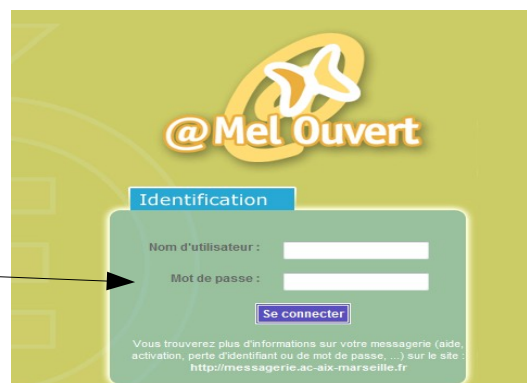 @Mel Ouvert
Identification
Nom d'utilisateur :
Mot de passe :
Se connecter
Vous trouverez plus d'informations sur votre messagerie (aide,
activation, perte d'identifiant ou de mot de passe, ...) sur le site :
http://messagerie.ac-aix-marseille.fr